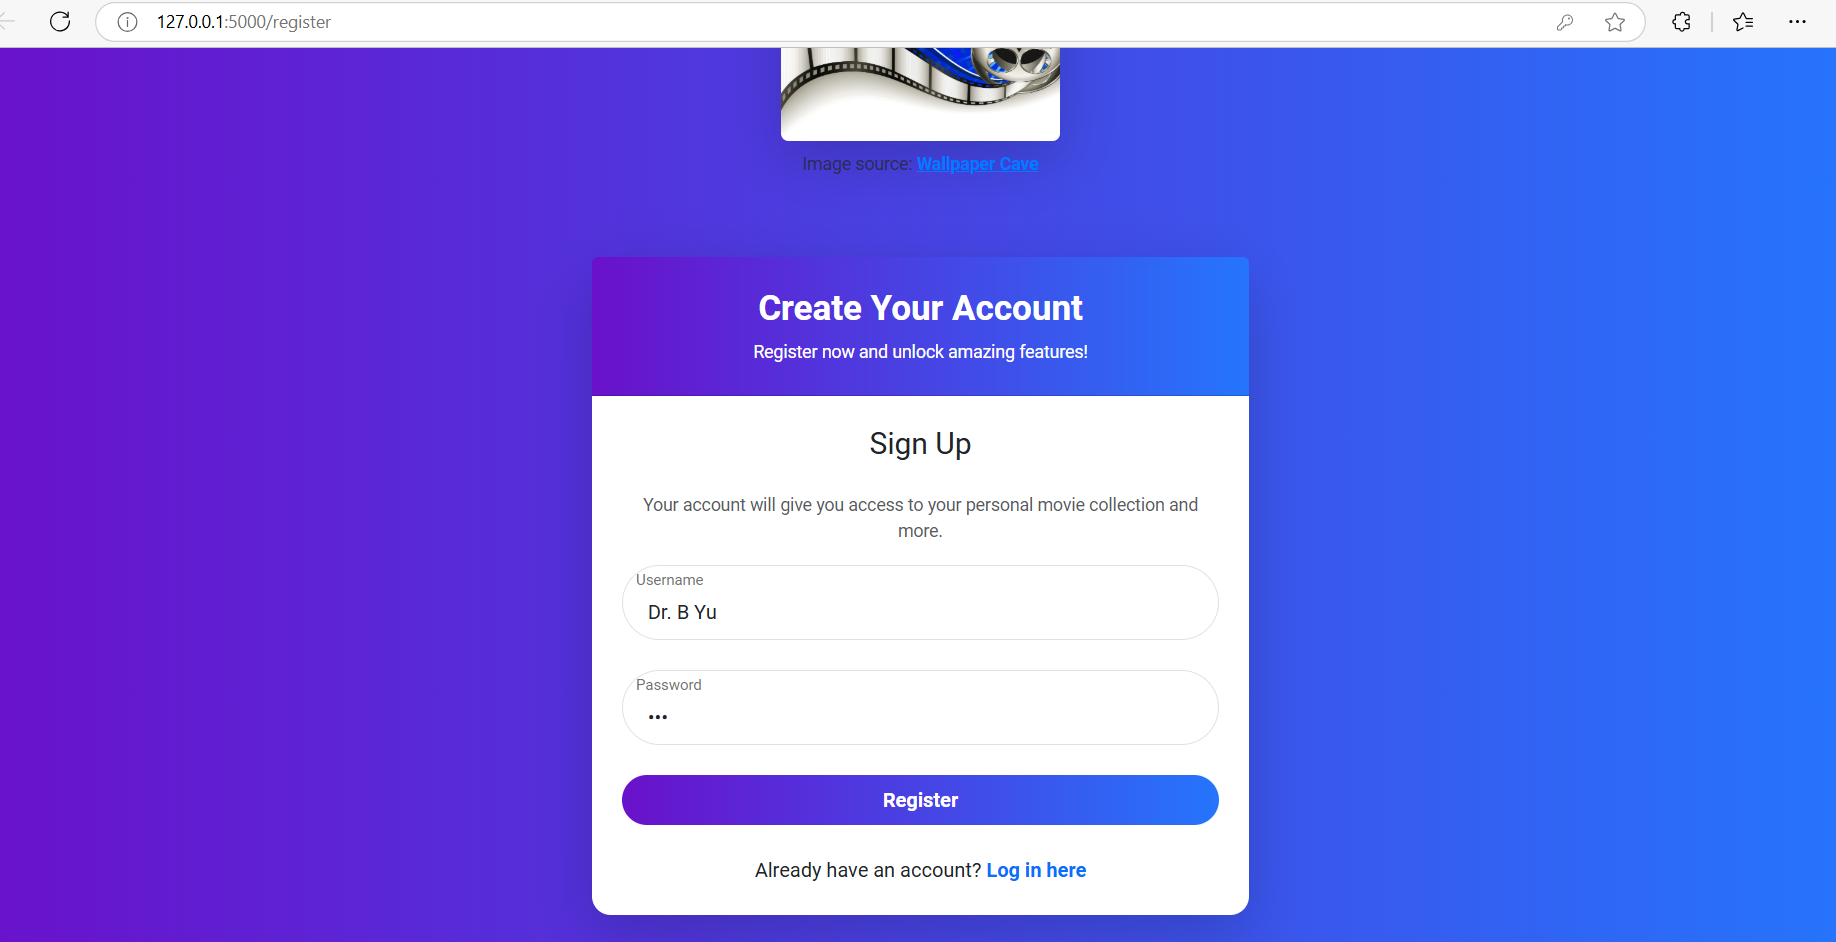 127.0.0.1:5000/register
Image source: Wallpaper Cave
Create Your Account
Register now and unlock amazing features!
Sign Up
Your account will give you access to your personal movie collection and
more.
Username
Dr. B Yu
Password
•••
Register
Already have an account? Log in here